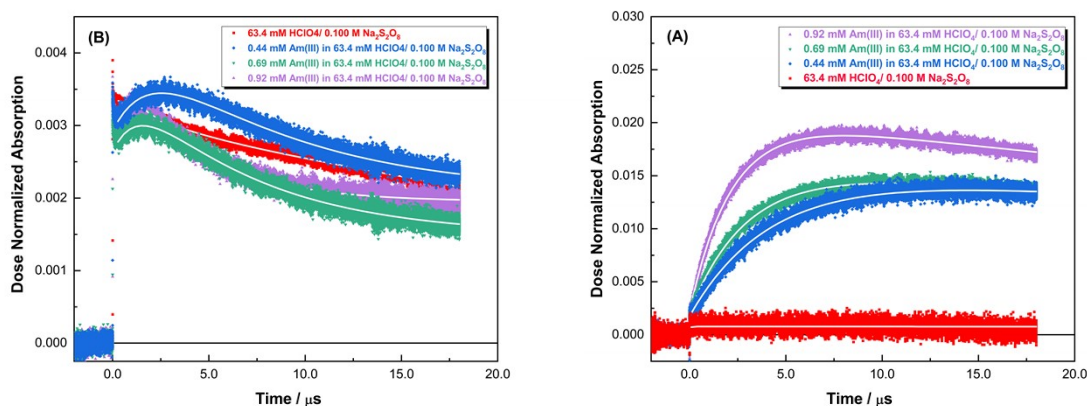 (B)
63.4 mM HClO4/ 0.100 M Na₂S₂O₈
0.44 mM Am(III) in 63.4 mM HClO4/ 0.100 M Na₂S₂O₈
0.69 mM Am(III) in 63.4 mM HClO4/ 0.100 M Na₂S₂O₈
0.92 mM Am(III) in 63.4 mM HClO4/ 0.100 M Na₂S₂O₈
Dose Normalized Absorption
0.004
0.003
0.002
0.001
0.000
0.0
5.0
10.0
15.0
20.0
Time / μs
(A)
0.92 mM Am(III) in 63.4 mM HClO₄/ 0.100 M Na₂S₂O₈
0.69 mM Am(III) in 63.4 mM HClO₄/ 0.100 M Na₂S₂O₈
0.44 mM Am(III) in 63.4 mM HClO₄/ 0.100 M Na₂S₂O₈
63.4 mM HClO₄/ 0.100 M Na₂S₂O₈
Dose Normalized Absorption
0.030
0.025
0.020
0.015
0.010
0.005
0.000
0.0
5.0
10.0
15.0
20.0
Time / μs